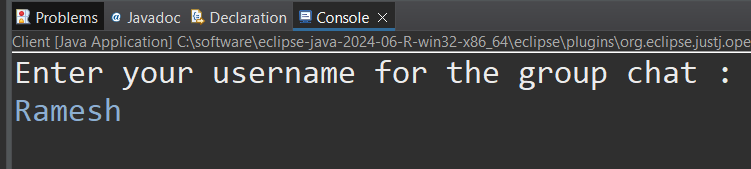 Problems @ Javadoc Declaration Console ×
Client [Java Application] C:\software\eclipse-java-2024-06-R-win32-x86_64\eclipse\plugins\org.eclipse.justj.ope
Enter your username for the group chat :
Ramesh